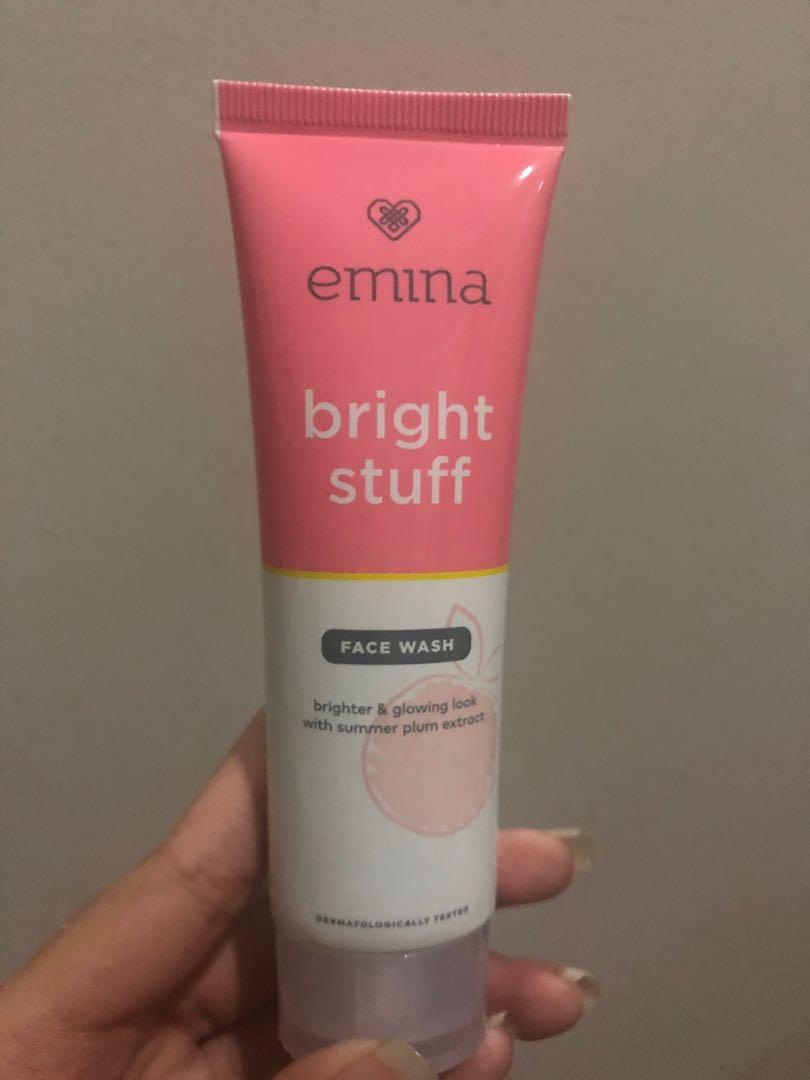 emina
bright
stuff
FACE WASH
brighter & glowing look
with summer plum extract
DERMATOLOGICALLY TESTED